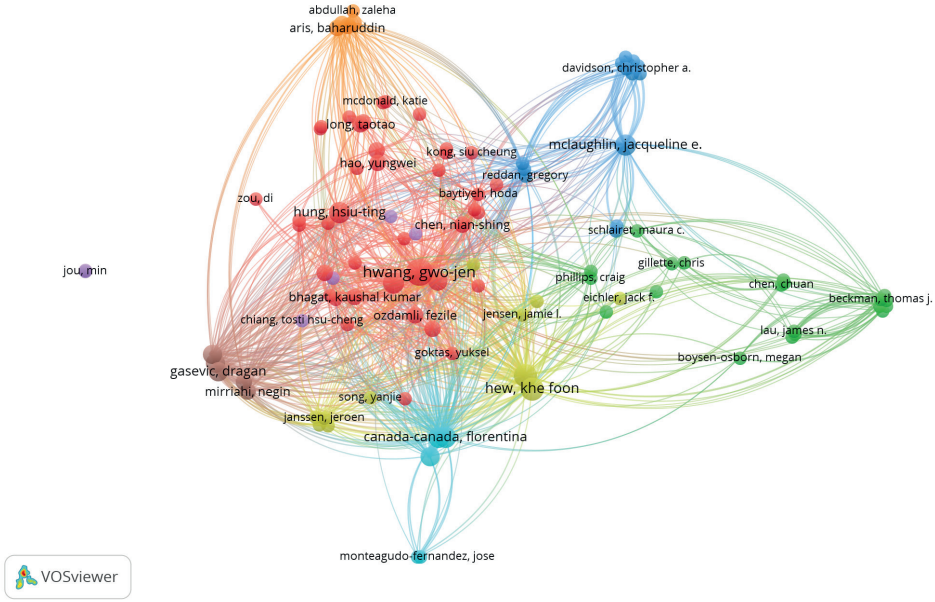 abdullah, zaleha
aris, baharuddin
davidson, christopher a.
mcdonald, katie
long, taotao
mclaughlin, jacqueline e.
kong, siu cheung
hao, yungwei
reddan, gregory
baytiyeh, hoda
zou, di
hung, hsiu-ting
chen, nian-shing
schlairet, maura c.
jou, min
hwang, gwo-jen
gillette, chris
phillips, craig
chen, chuan
bhagat, kaushal kumar
eichler, jack f.
beckman, thomas j.
chiang, tosti hsu-cheng
ozdamli, fezile
jensen, jamie l.
lau, james n.
goktas, yuksel
boysen-osborn, megan
gasevic, dragan
mirriahi, negin
hew, khe foon
song, yanjie
janssen, jeroen
canada-canada, florentina
monteagudo-fernandez, jose
VOSviewer